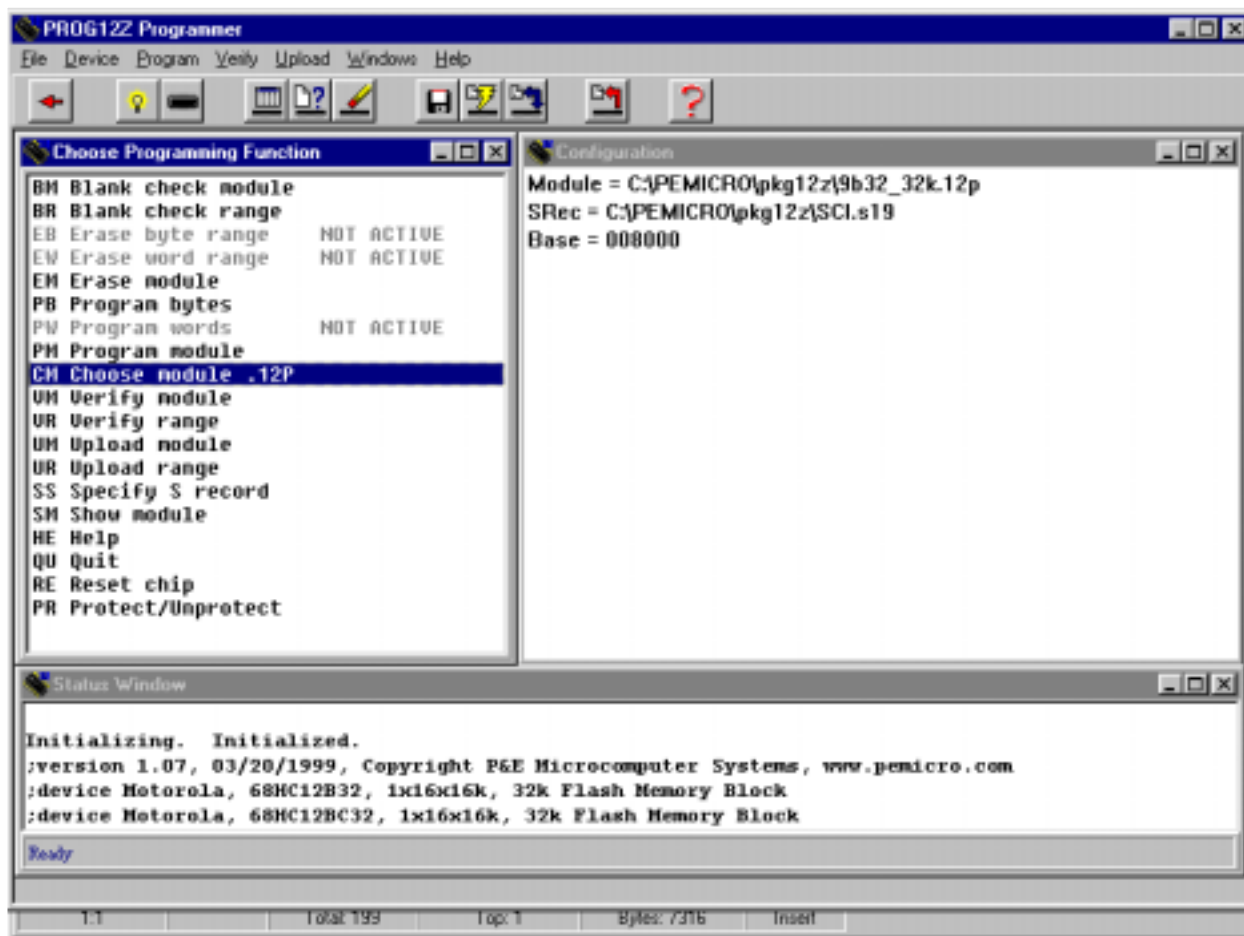 PROG12Z Programmer
File Device Program Verify Upload Windows Help
Choose Programming Function
BM Blank check module
BR Blank check range
EB Erase byte range NOT ACTIVE
EW Erase word range NOT ACTIVE
EM Erase module
PB Program bytes
PW Program words NOT ACTIVE
PM Program module
CM Choose module .12P
VM Verify module
VR Verify range
UM Upload module
UR Upload range
SS Specify S record
SM Show module
HE Help
QU Quit
RE Reset chip
PR Protect/Unprotect
Configuration
Module = C:\PEMICRO\pkg12z\9b32_32k.12p
SRec = C:\PEMICRO\pkg12z\SCI.s19
Base = 008000
Status Window
Initializing. Initialized.
;version 1.07, 03/20/1999, Copyright P&E Microcomputer Systems, www.pemicro.com
;device Motorola, 68HC12B32, 1x16x16k, 32k Flash Memory Block
;device Motorola, 68HC12BC32, 1x16x16k, 32k Flash Memory Block
Ready
1:1 Total: 199 Top: 1 Bytes: 7316 Insert